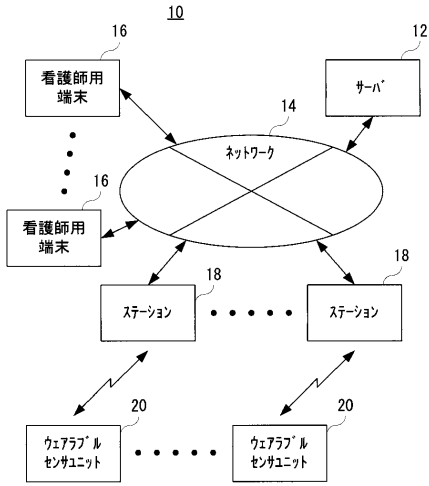 10
16
看護師用
端末
12
サーバ
14
ネットワーク
16
看護師用
端末
18
ステーション
18
ステーション
20
ウェアラブル
センサユニット
20
ウェアラブル
センサユニット